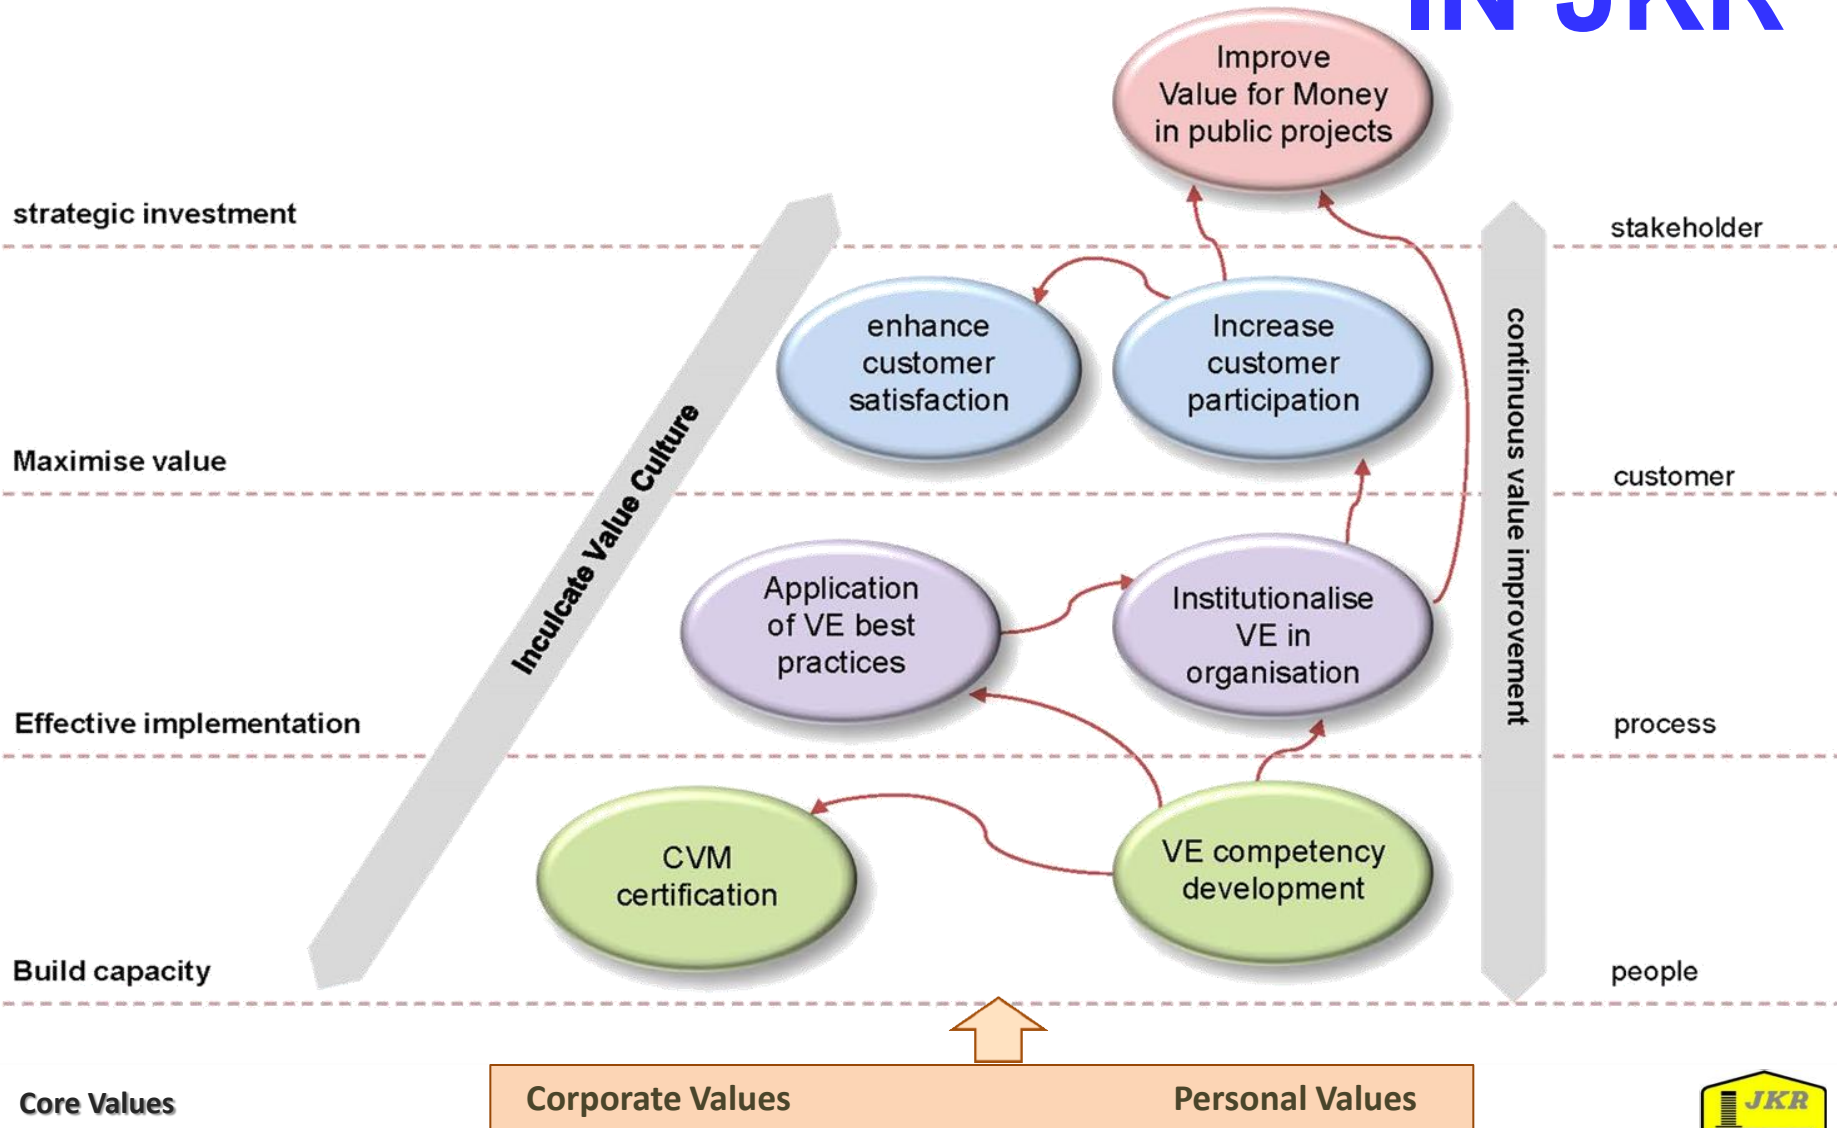 IN JKR
Improve
Value for Money
in public projects
strategic investment
stakeholder
enhance
customer
satisfaction
Increase
customer
participation
Maximise value
customer
Inculcate Value Culture
continuous value improvement
Application
of VE best
practices
Institutionalise
VE in
organisation
Effective implementation
process
CVM
certification
VE competency
development
Build capacity
people
Core Values
Corporate Values
Personal Values
JKR